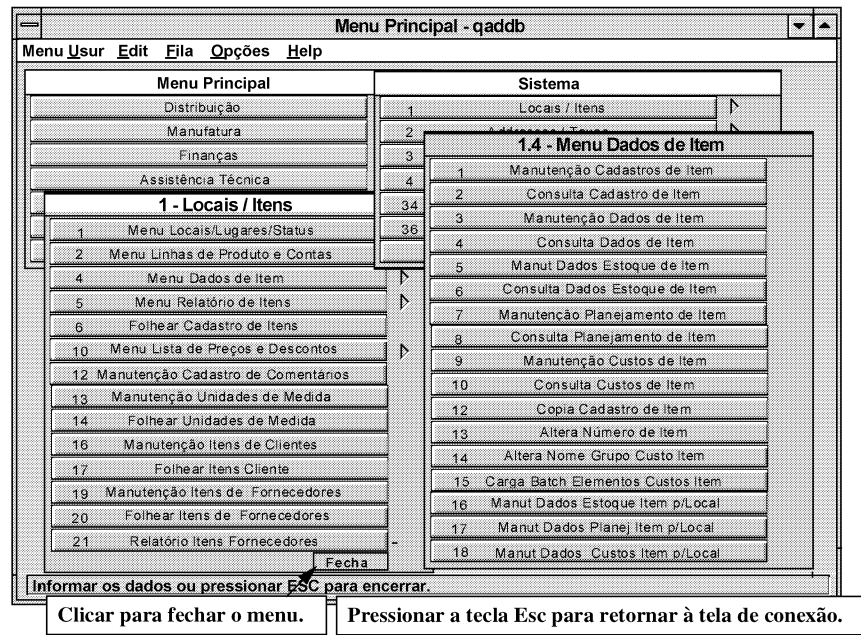 Menu Principal - qaddb
Menu Usur Edit Fila Opções Help
Menu Principal
Distribuição
Manufatura
Finanças
Assistência Técnica
Sistema
1 Locais / Itens
2 Addresses / Taxes
3
4
34
36
1 - Locais / Itens
1 Menu Locais/Lugares/Status
2 Menu Linhas de Produto e Contas
4 Menu Dados de Item
5 Menu Relatório de Itens
6 Folhear Cadastro de Itens
10 Menu Lista de Preços e Descontos
12 Manutenção Cadastro de Comentários
13 Manutenção Unidades de Medida
14 Folhear Unidades de Medida
16 Manutenção Itens de Clientes
17 Folhear Itens Cliente
19 Manutenção Itens de Fornecedores
20 Folhear Itens de Fornecedores
21 Relatório Itens Fornecedores
Fecha
1.4 - Menu Dados de Item
1 Manutenção Cadastros de Item
2 Consulta Cadastro de Item
3 Manutenção Dados de Item
4 Consulta Dados de Item
5 Manut Dados Estoque de Item
6 Consulta Dados Estoque de Item
7 Manutenção Planejamento de Item
8 Consulta Planejamento de Item
9 Manutenção Custos de Item
10 Consulta Custos de Item
12 Copia Cadastro de Item
13 Altera Número de Item
14 Altera Nome Grupo Custo Item
15 Carga Batch Elementos Custos Item
16 Manut Dados Estoque Item p/Local
17 Manut Dados Planej Item p/Local
18 Manut Dados Custos Item p/Local
Informar os dados ou pressionar ESC para encerrar.
Clicar para fechar o menu.
Pressionar a tecla Esc para retornar à tela de conexão.